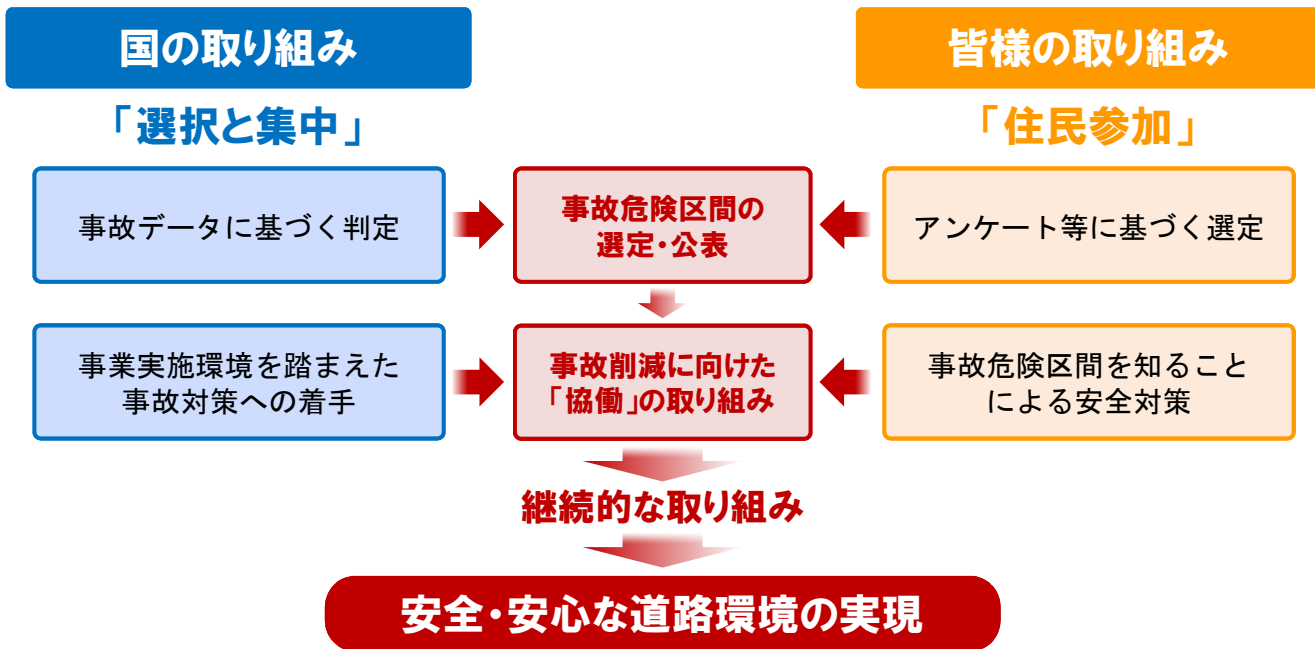 国の取り組み
皆様の取り組み
「選択と集中」
「住民参加」
事故データに基づく判定
事故危険区間の
選定・公表
アンケート等に基づく選定
事業実施環境を踏まえた
事故対策への着手
事故削減に向けた
「協働」の取り組み
事故危険区間を知ること
による安全対策
継続的な取り組み
安全・安心な道路環境の実現